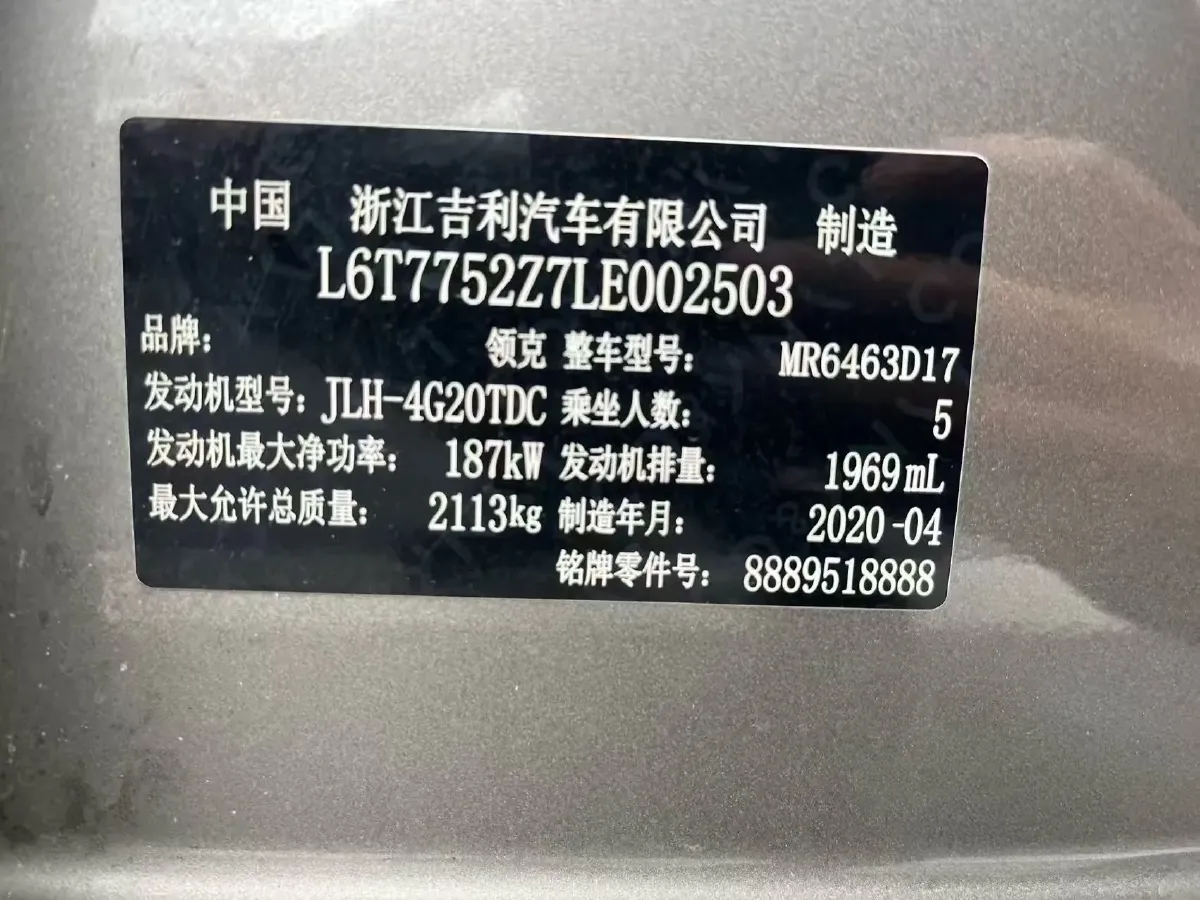 中国 浙江吉利汽车有限公司 制造
L6T7752Z7LE002503
品牌: 领克 整车型号: MR6463D17
发动机型号: JLH-4G20TDC 乘坐人数: 5
发动机最大净功率: 187kW 发动机排量: 1969mL
最大允许总质量: 2113kg 制造年月: 2020-04
铭牌零件号: 8889518888